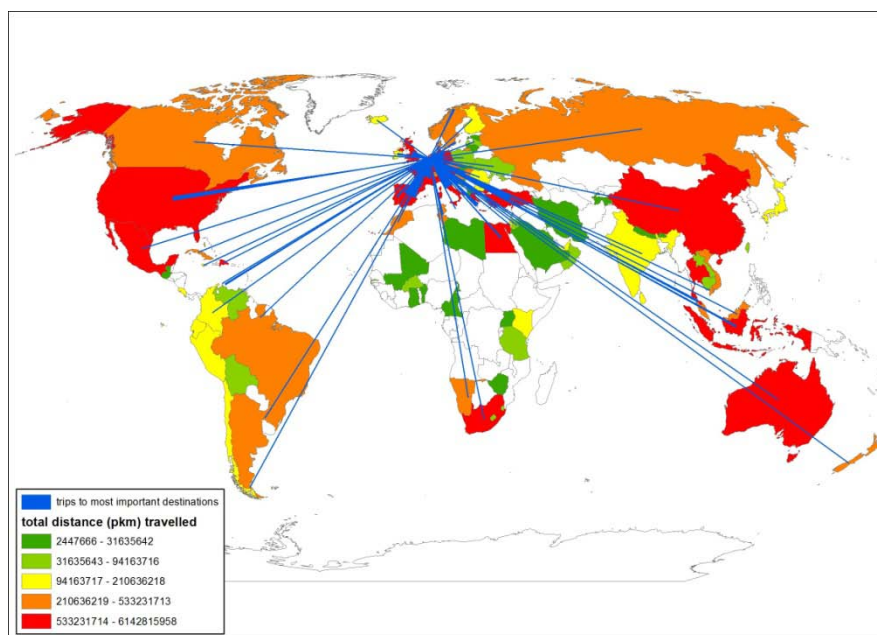 trips to most important destinations
total distance (pkm) travelled
2447666 - 31635642
31635643 - 94163716
94163717 - 210636218
210636219 - 533231713
533231714 - 6142815958